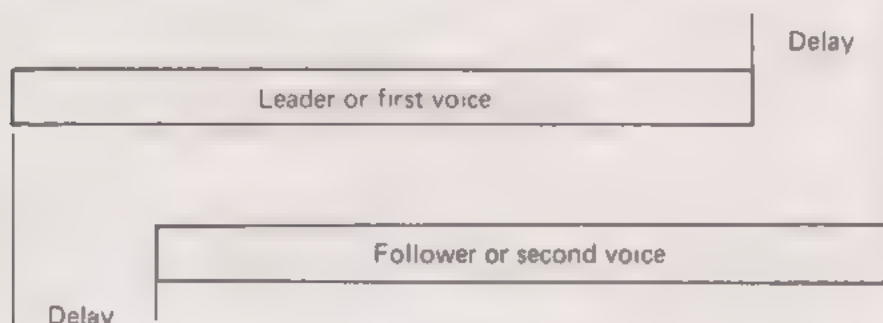 Delay
Leader or first voice
Follower or second voice
Delay